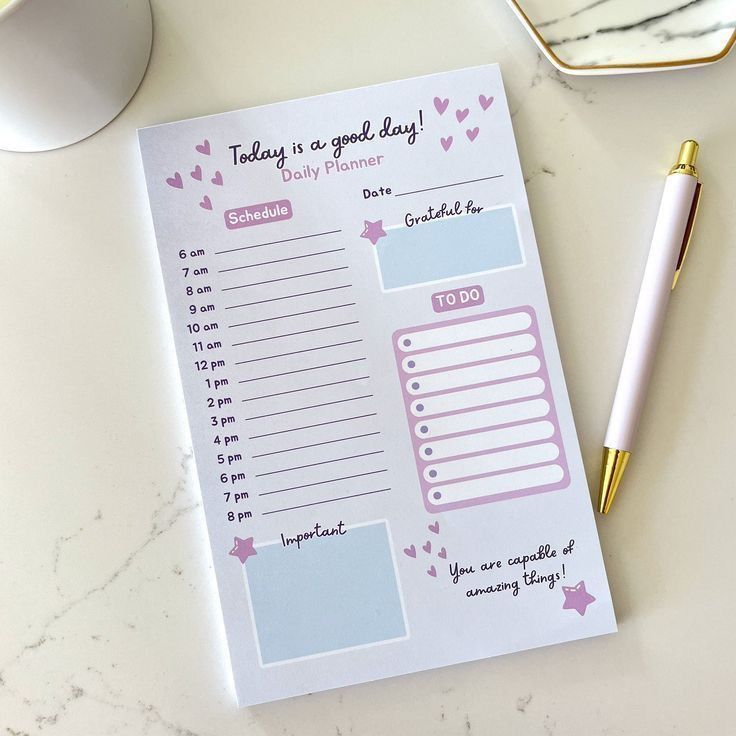 Today is a good day!
Daily Planner
Date
Schedule
6 am
7 am
8 am
9 am
10 am
11 am
12 pm
1 pm
2 pm
3 pm
4 pm
5 pm
6 pm
7 pm
8 pm
Grateful for
TO DO
Important
You are capable of
amazing things!